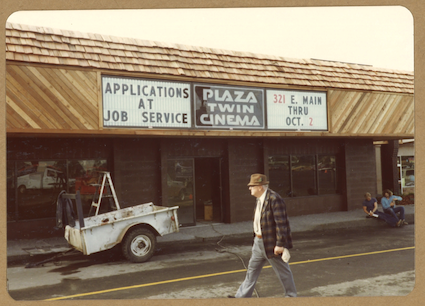 APPLICATIONS
AT
JOB SERVICE
PLAZA
TWIN
CINEMA
321 E. MAIN
THRU
OCT. 2